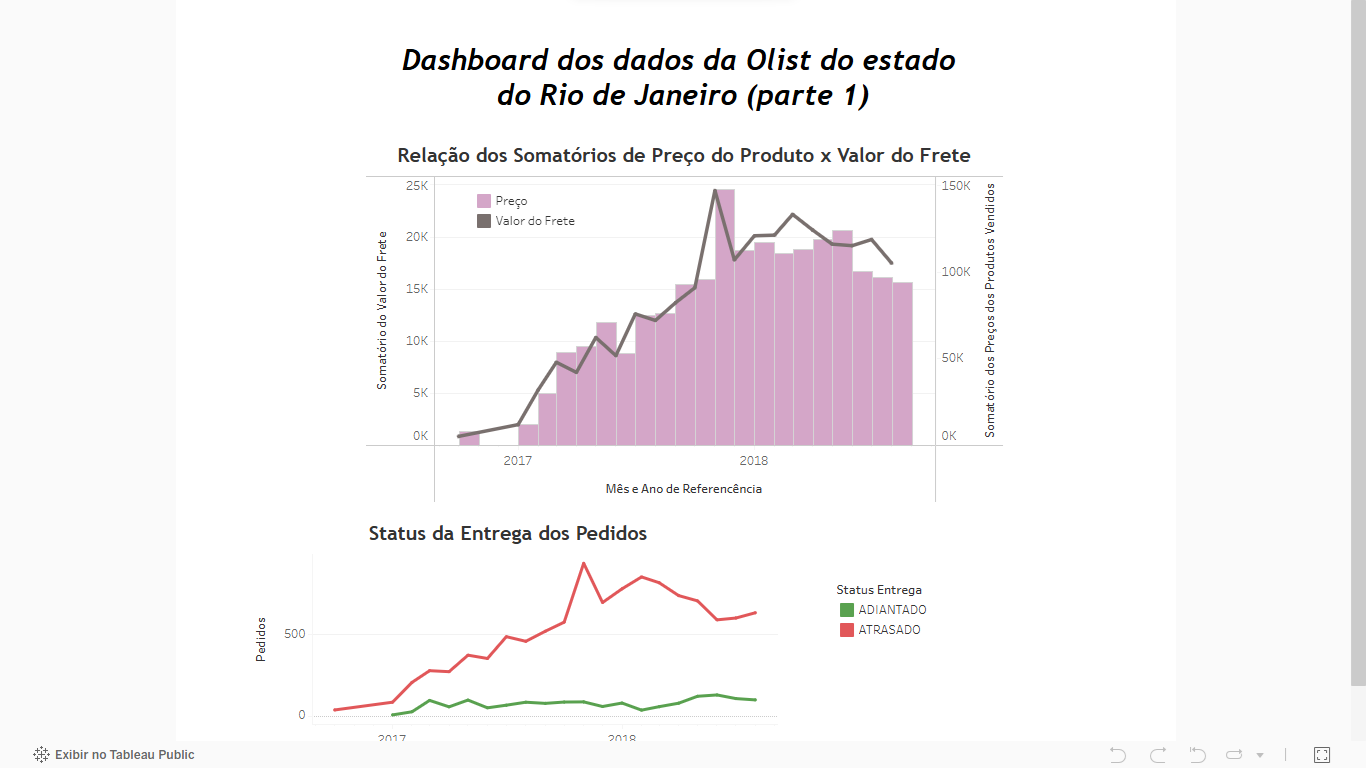 Dashboard dos dados da Olist do estado
do Rio de Janeiro (parte 1)
Relação dos Somatórios de Preço do Produto x Valor do Frete
25K
20K
15K
10K
5K
0K
Somatório do Valor do Frete
Preço
Valor do Frete
150K
100K
50K
0K
Somatório dos Preços dos Produtos Vendidos
2017
2018
Mês e Ano de Referencência
Status da Entrega dos Pedidos
Pedidos
500
0
2017
2018
Status Entrega
ADIANTADO
ATRASADO
Exibir no Tableau Public